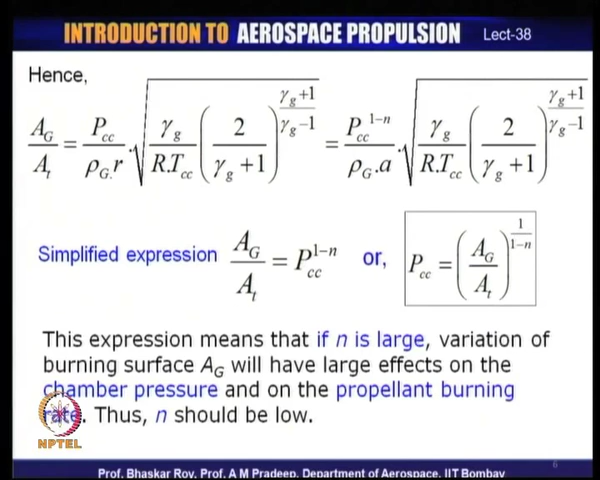 INTRODUCTION TO AEROSPACE PROPULSION Lect-38
Hence,
A_G / A_t = P_cc / ρ_G.r . √( γ_g / R.T_cc ( 2 / γ_g +1 )^( γ_g +1 / γ_g −1 ) ) = P_cc^1−n / ρ_G.a . √( γ_g / R.T_cc ( 2 / γ_g +1 )^( γ_g +1 / γ_g −1 ) )
Simplified expression A_G / A_t = P_cc^1−n or, P_cc = ( A_G / A_t )^( 1 / 1−n )
This expression means that if n is large, variation of
burning surface A_G will have large effects on the
chamber pressure and on the propellant burning
rate. Thus, n should be low.
NPTEL
6
Prof. Bhaskar Roy, Prof. A M Pradeep, Department of Aerospace, IIT Bombay